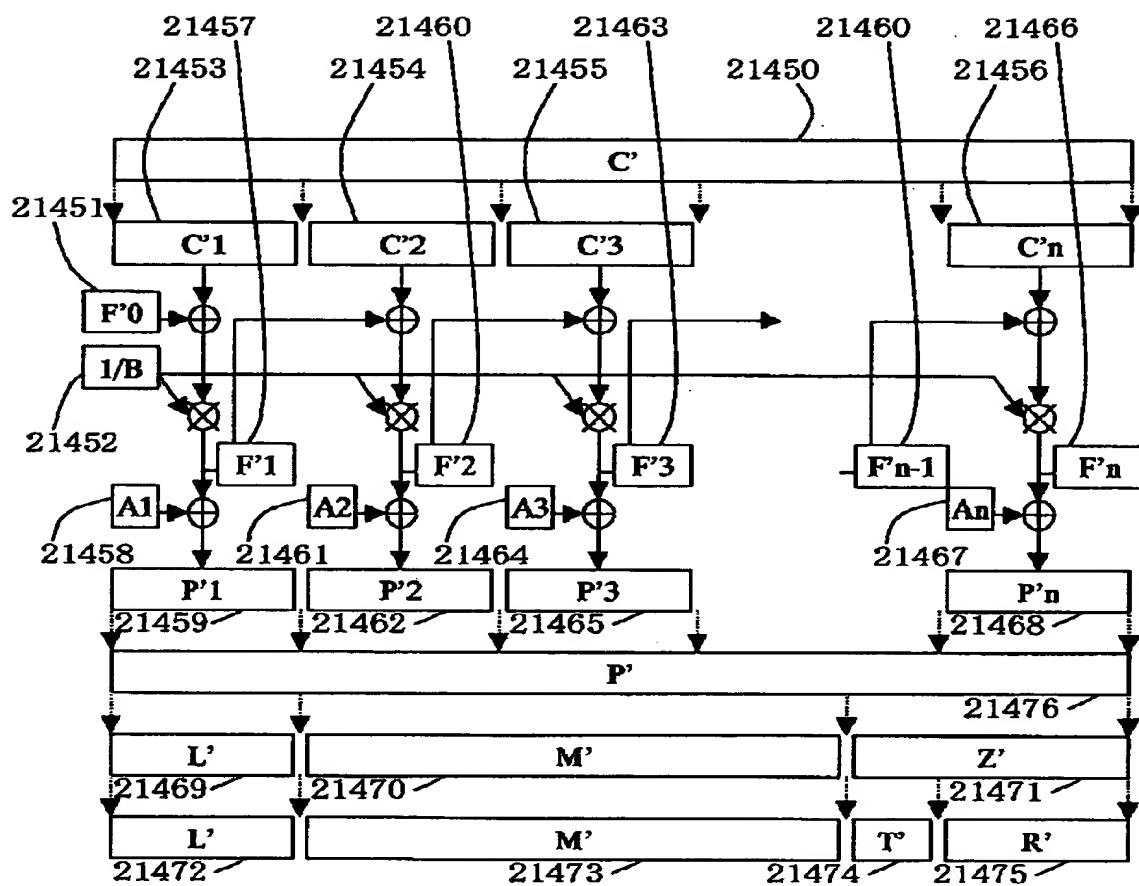 21457 21460 21463 21460 21466
21453 21454 21455 21450 21456
C'
21451
C'1 C'2 C'3 C'n
F'0
1/B
21452
F'1 F'2 F'3 F'n-1 F'n
A1 A2 A3 An
21458 21461 21464 21467
P'1 P'2 P'3 P'n
21459 21462 21465 21468
P'
21476
L' M' Z'
21469 21470 21471
L' M' T' R'
21472 21473 21474 21475